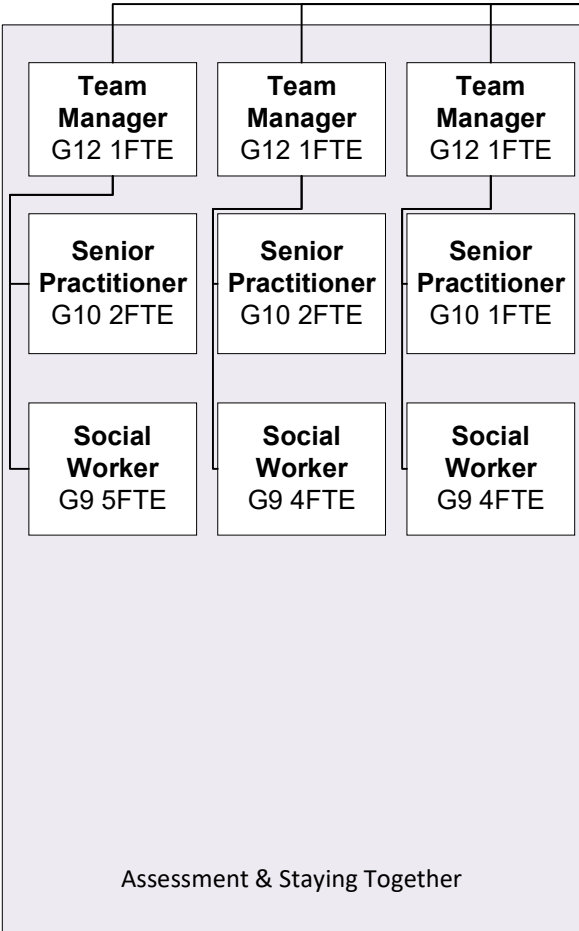 Team
Manager
G12 1FTE
Team
Manager
G12 1FTE
Team
Manager
G12 1FTE
Senior
Practitioner
G10 2FTE
Senior
Practitioner
G10 2FTE
Senior
Practitioner
G10 1FTE
Social
Worker
G9 5FTE
Social
Worker
G9 4FTE
Social
Worker
G9 4FTE
Assessment & Staying Together